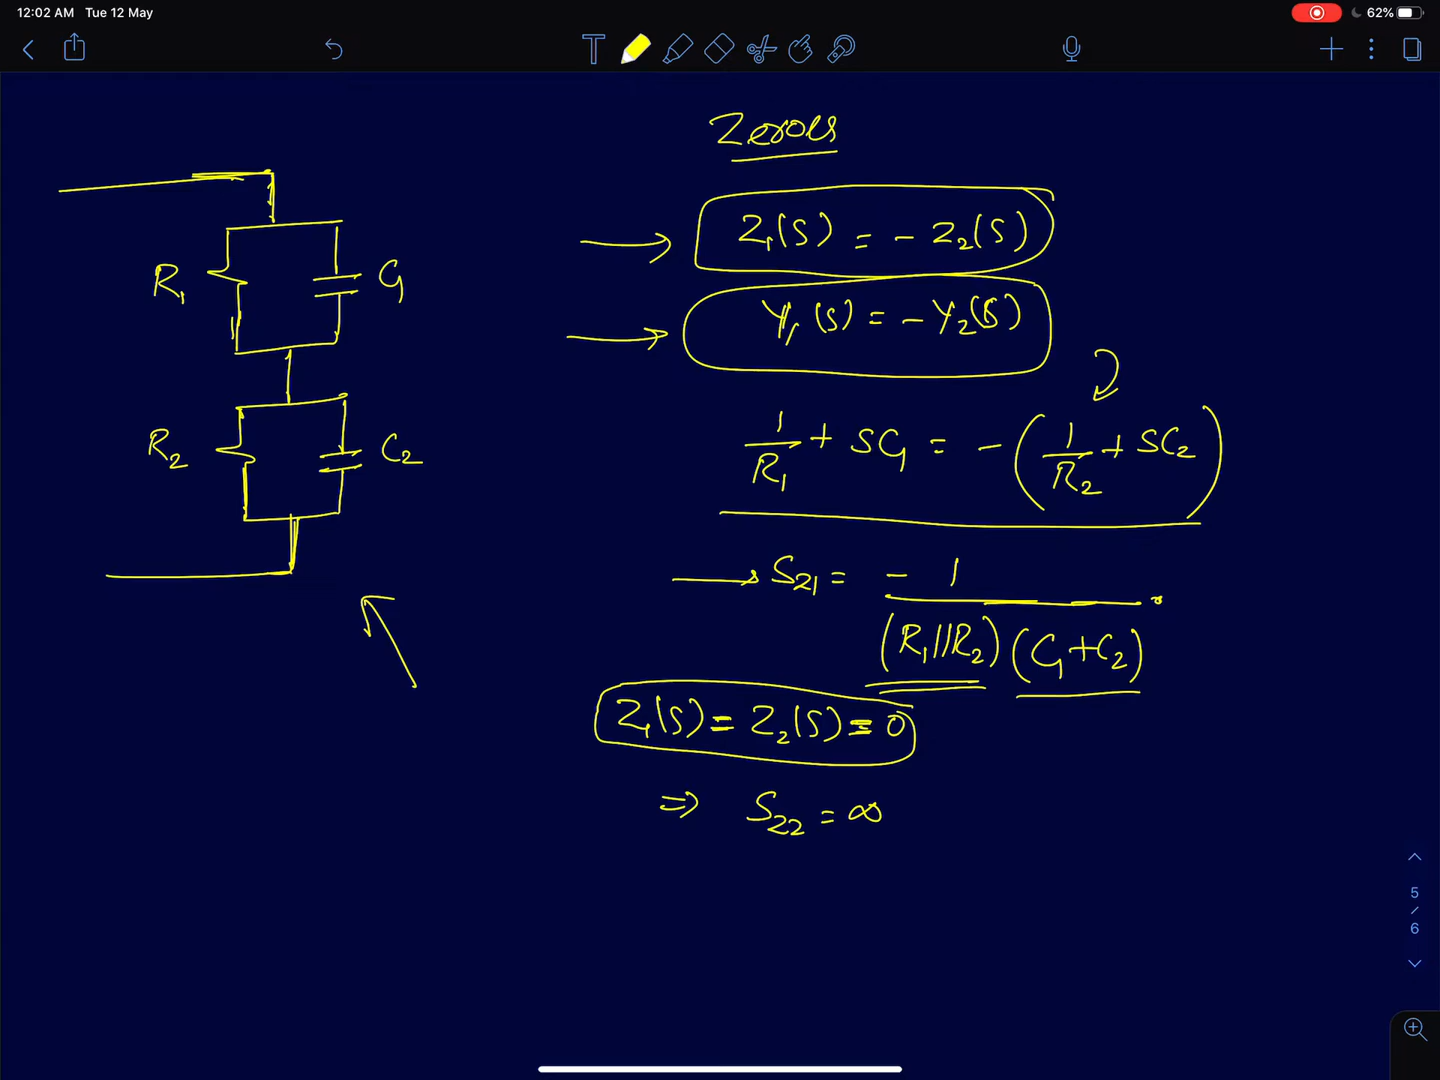 12:02 AM Tue 12 May
62%
Zeroes
R₁
C₁
R₂
C₂
Z₁(S) = - Z₂(S)
Y₁(S) = - Y₂(S)
1/R₁ + SC₁ = - (1/R₂ + SC₂)
→ S₂₁ = - 1 / (R₁||R₂) (C₁+C₂)
Z₁(S) = Z₂(S) = 0
⇒ S₂₂ = ∞
5
/
6